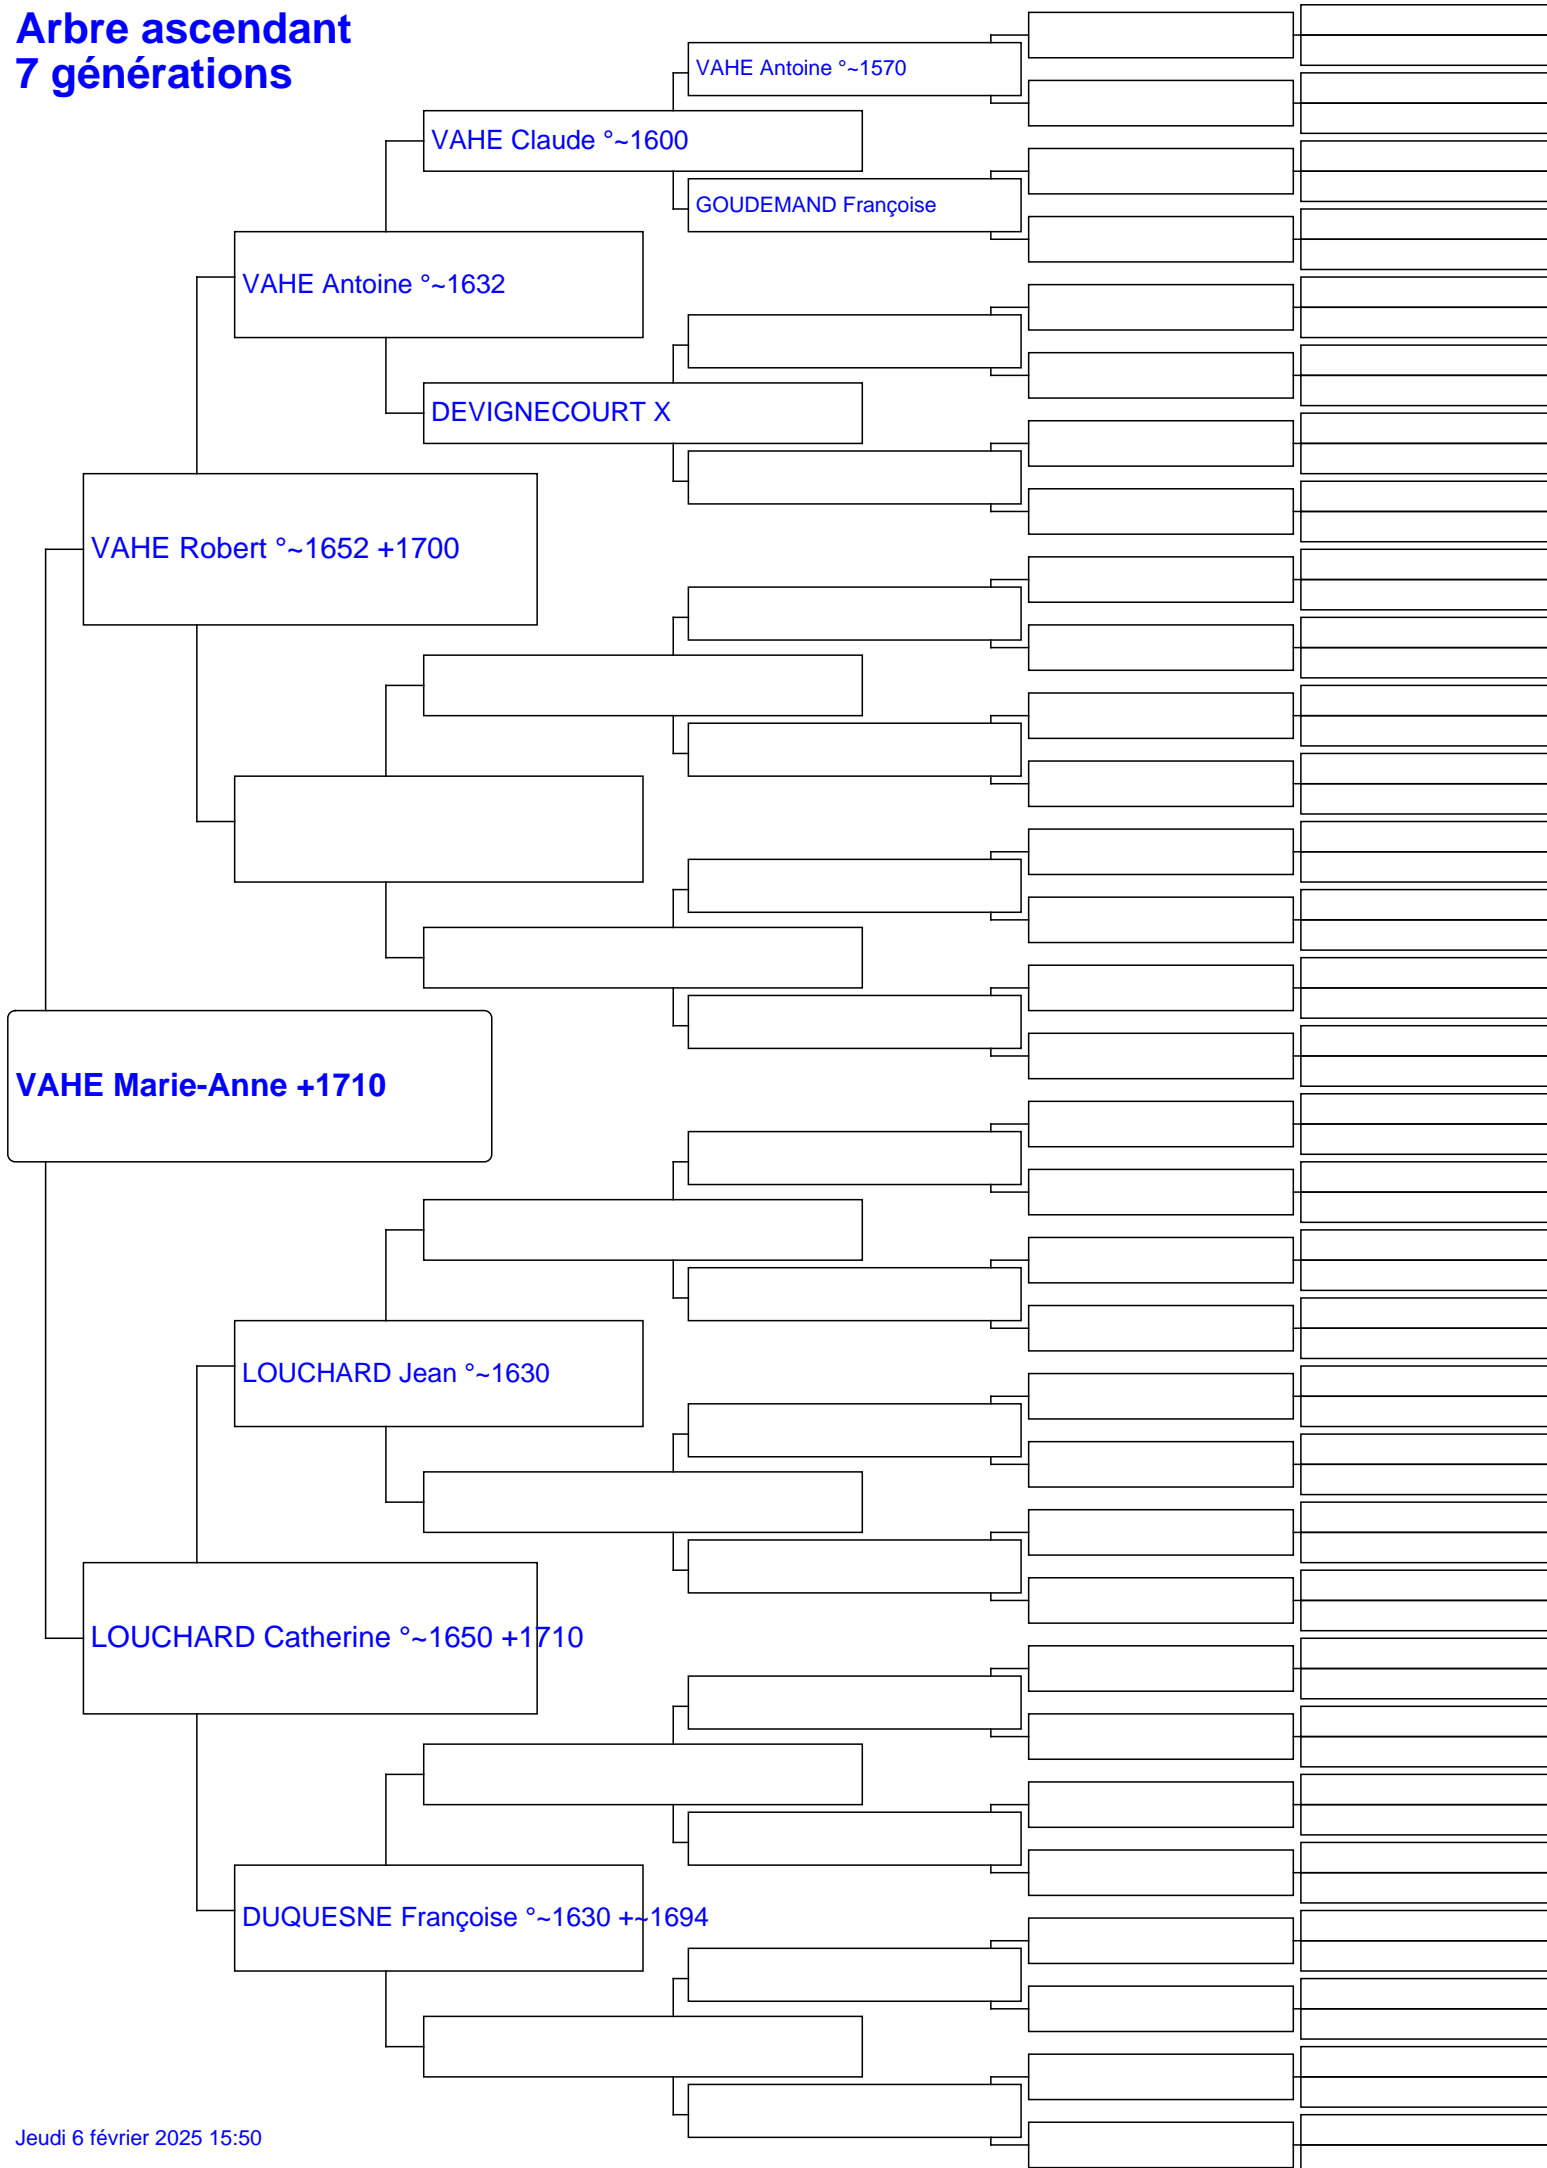 Arbre ascendant
7 générations
VAHE Antoine °~1570
VAHE Claude °~1600
GOUDEMAND Françoise
VAHE Antoine °~1632
DEVIGNECOURT X
VAHE Robert °~1652 +1700
VAHE Marie-Anne +1710
LOUCHARD Jean °~1630
LOUCHARD Catherine °~1650 +1710
DUQUESNE Françoise °~1630 +~1694
Jeudi 6 février 2025 15:50